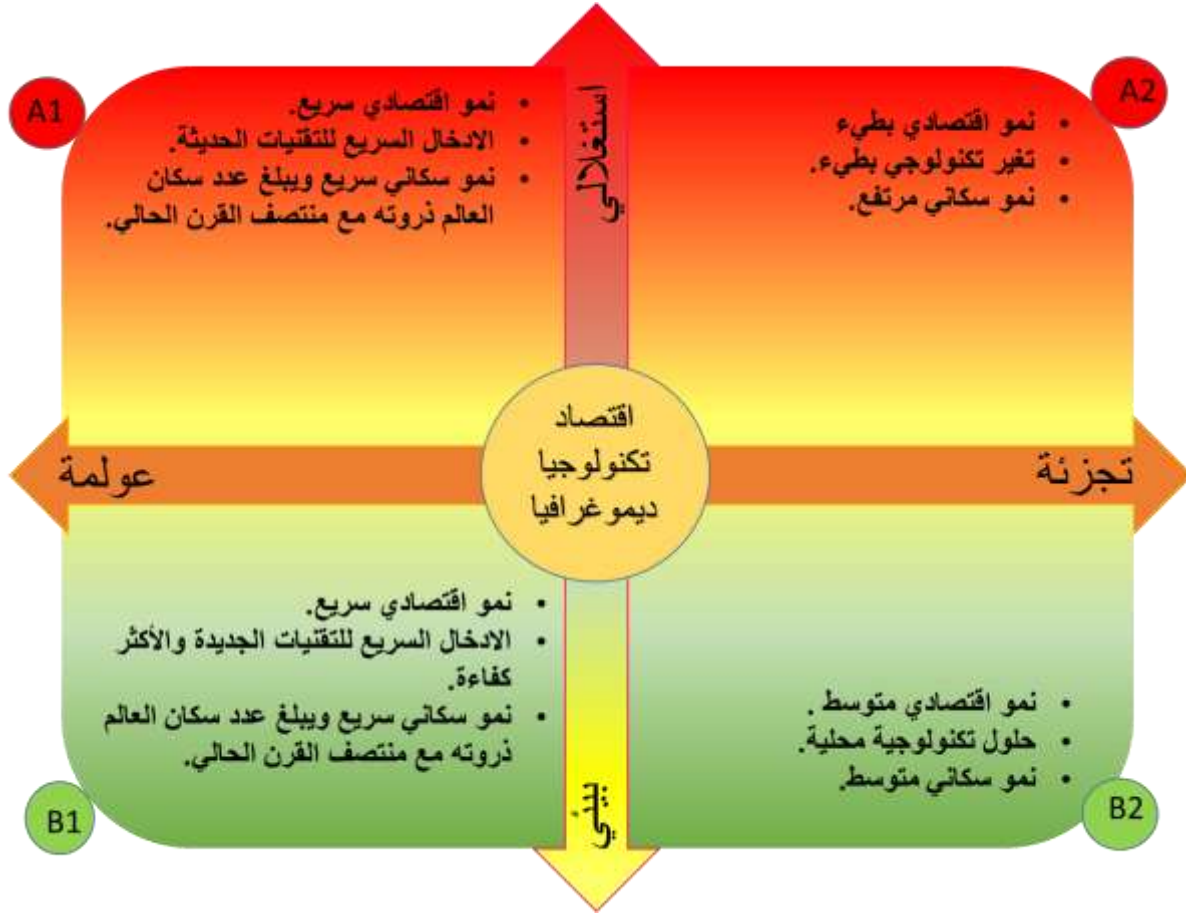 استغلالي
A2
• نمو اقتصادي بطيء
• تغير تكنولوجي بطيء.
• نمو سكاني مرتفع.
A1
• نمو اقتصادي سريع.
• الادخال السريع للتقنيات الحديثة.
• نمو سكاني سريع ويبلغ عدد سكان
العالم ذروته مع منتصف القرن الحالي.
تجزئة
اقتصاد
تكنولوجيا
ديموغرافيا
عولمة
B2
• نمو اقتصادي متوسط .
• حلول تكنولوجية محلية.
• نمو سكاني متوسط.
B1
• نمو اقتصادي سريع.
• الادخال السريع للتقنيات الجديدة والأكثر
كفاءة.
• نمو سكاني سريع ويبلغ عدد سكان العالم
ذروته مع منتصف القرن الحالي.
بيئي